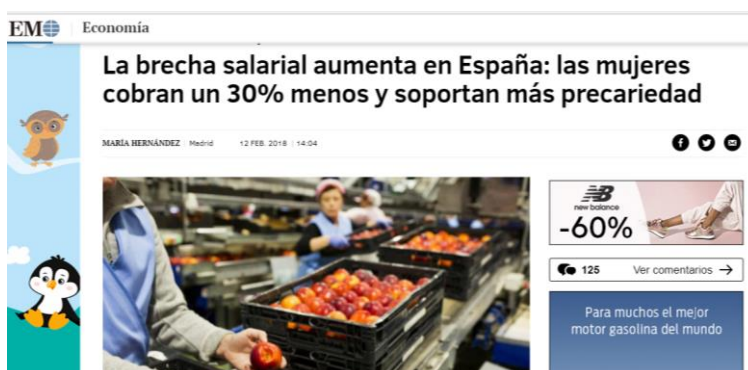 EM
Economía
La brecha salarial aumenta en España: las mujeres
cobran un 30% menos y soportan más precariedad
MARÍA HERNÁNDEZ | Madrid 12 FEB. 2018 | 14:04
new balance
-60%
125 Ver comentarios →
Para muchos el mejor
motor gasolina del mundo